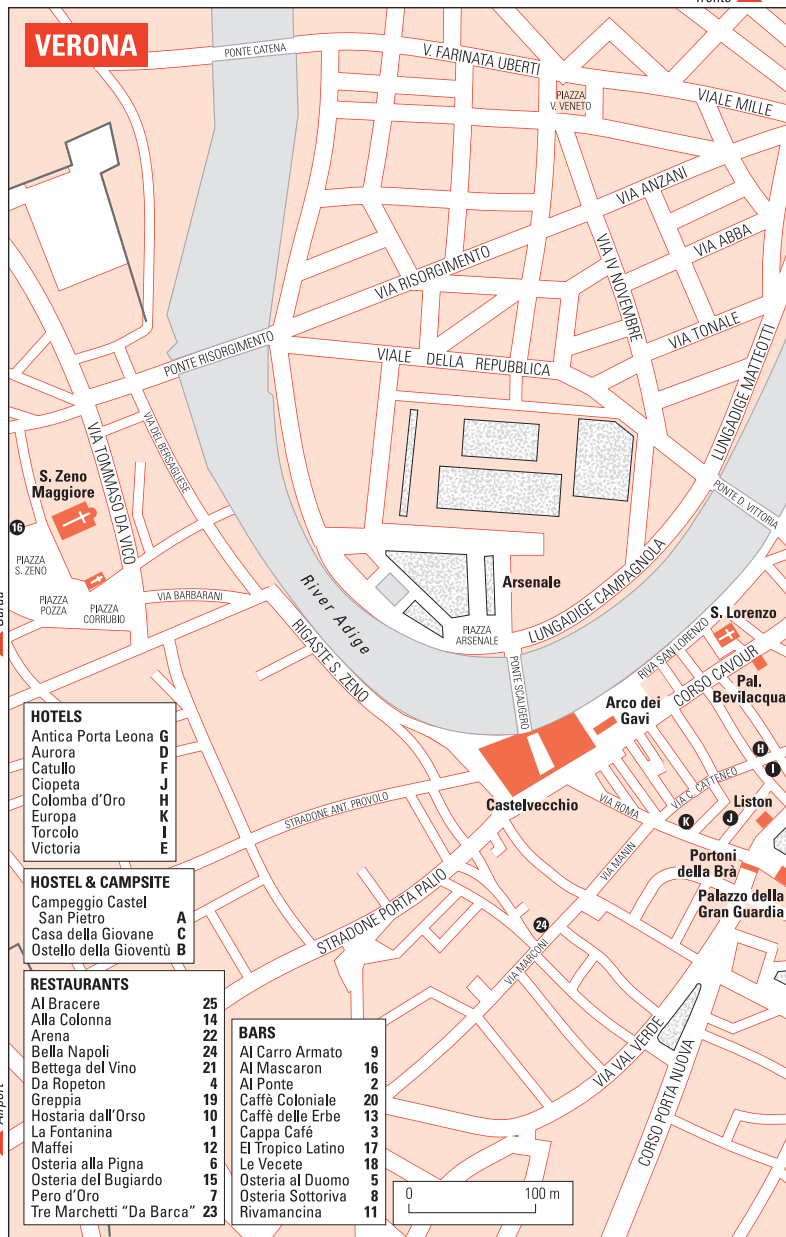 Trento
VERONA
PONTE CATENA
V. FARINATA UBERTI
PIAZZA
V. VENETO
VIALE MILLE
VIA ANZANI
VIA ABBA
VIA IV NOVEMBRE
VIA RISORGIMENTO
VIA TONALE
PONTE RISORGIMENTO
VIALE DELLA REPUBBLICA
LUNGADIGE MATTEOTTI
VIA TOMMASO DA VICO
VIA DEL BERSAGLIESE
S. Zeno
Maggiore
16
PIAZZA
S. ZENO
PIAZZA
POZZA
PIAZZA
CORRUBIO
VIA BARBARANI
Garda
River Adige
RIGASTE S. ZENO
PONTE D. VITTORIA
Arsenale
PIAZZA
ARSENALE
LUNGADIGE CAMPAGNOLA
PONTE SCALIGERO
RIVA SAN LORENZO
S. Lorenzo
CORSO CAVOUR
Pal.
Bevilacqua
Arco dei
Gavi
Castelvecchio
H
I
VIA C. CATTENEO
Liston
J
K
VIA ROMA
VIA MANIN
Portoni
della Brà
Palazzo della
Gran Guardia
STRADONE ANT. PROVOLO
STRADONE PORTA PALIO
24
VIA MARCONI
VIA VAL VERDE
CORSO PORTA NUOVA
HOTELS
Antica Porta Leona G
Aurora D
Catullo F
Ciopeta J
Colomba d'Oro H
Europa K
Torcolo I
Victoria E
HOSTEL & CAMPSITE
Campeggio Castel
San Pietro A
Casa della Giovane C
Ostello della Gioventù B
RESTAURANTS
Al Bracere 25
Alla Colonna 14
Arena 22
Bella Napoli 24
Bettega del Vino 21
Da Ropeton 4
Greppia 19
Hostaria dall'Orso 10
La Fontanina 1
Maffei 12
Osteria alla Pigna 6
Osteria del Bugiardo 15
Pero d'Oro 7
Tre Marchetti "Da Barca" 23
Airport
BARS
Al Carro Armato 9
Al Mascaron 16
Al Ponte 2
Caffè Coloniale 20
Caffè delle Erbe 13
Cappa Café 3
El Tropico Latino 17
Le Vecete 18
Osteria al Duomo 5
Osteria Sottoriva 8
Rivamancina 11
0 100 m